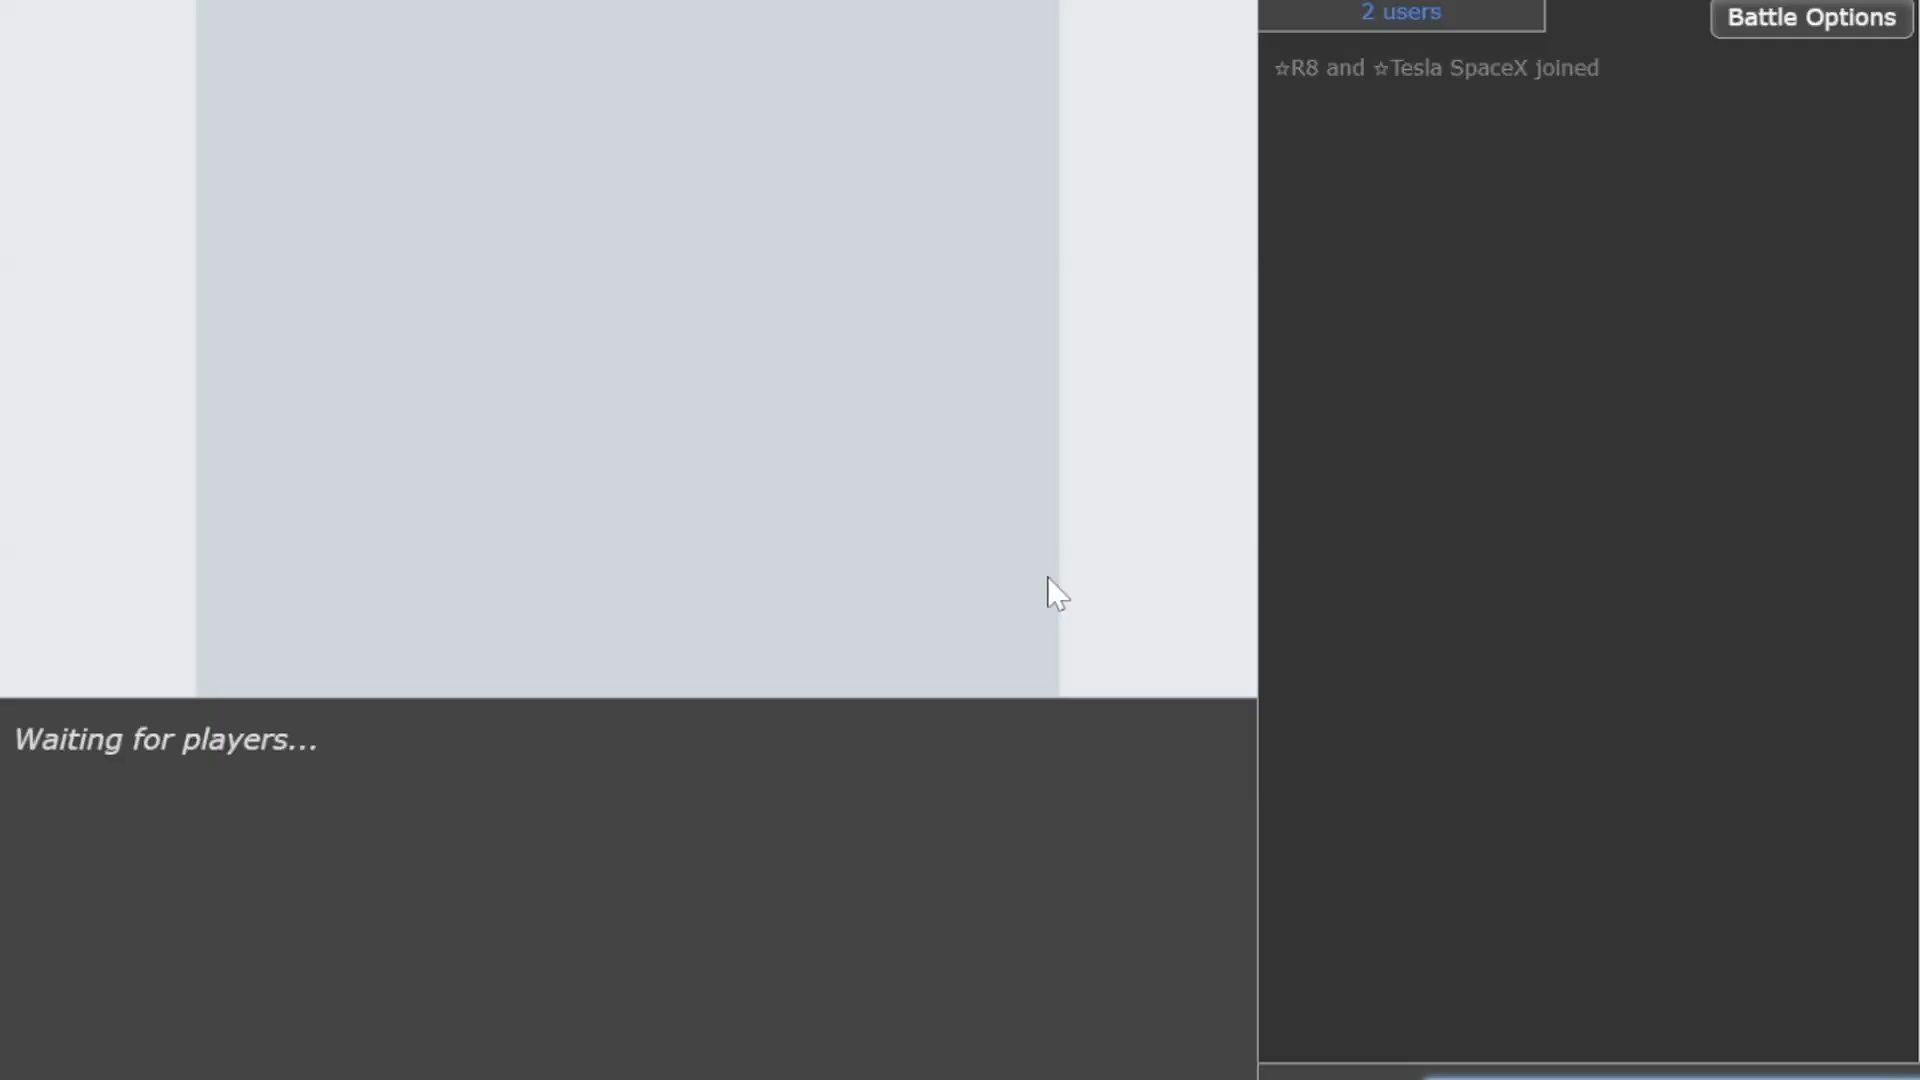 2 users
Battle Options
☆R8 and ☆Tesla SpaceX joined
Waiting for players...